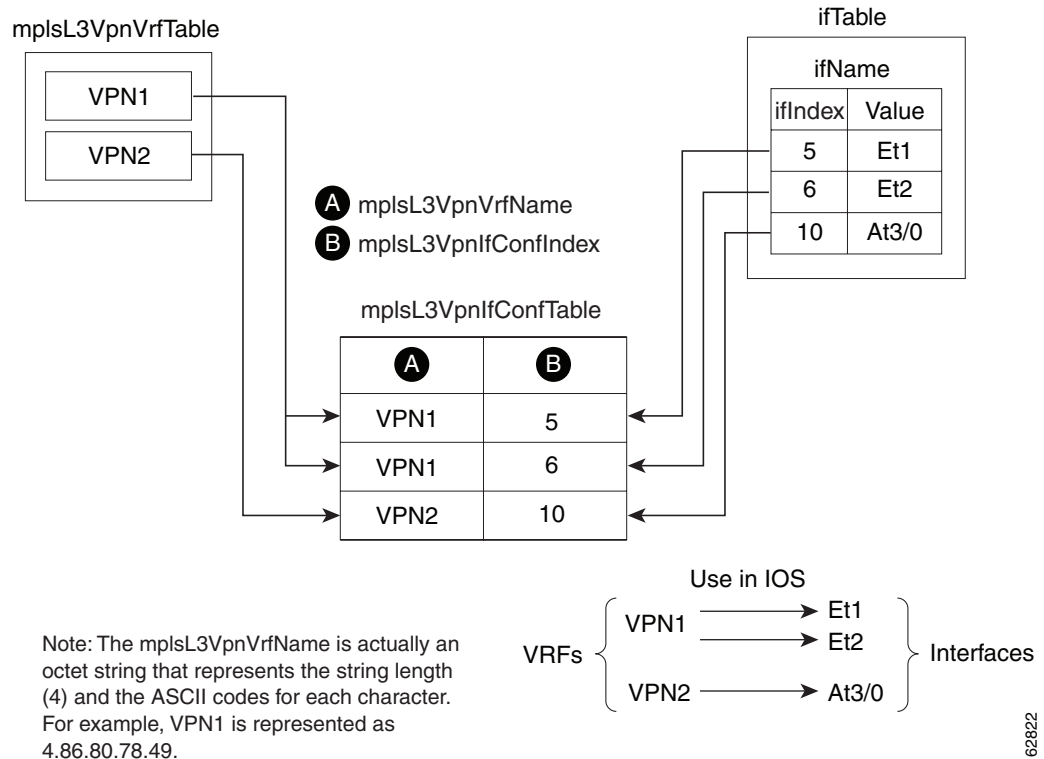 mplsL3VpnVrfTable
VPN1
VPN2
ifTable
ifName
ifIndex Value
5 Et1
6 Et2
10 At3/0
A mplsL3VpnVrfName
B mplsL3VpnIfConfIndex
mplsL3VpnIfConfTable
A B
VPN1 5
VPN1 6
VPN2 10
Use in IOS
VRFs
VPN1
Et1
Et2
VPN2
At3/0
Interfaces
Note: The mplsL3VpnVrfName is actually an
octet string that represents the string length
(4) and the ASCII codes for each character.
For example, VPN1 is represented as
4.86.80.78.49.
62822